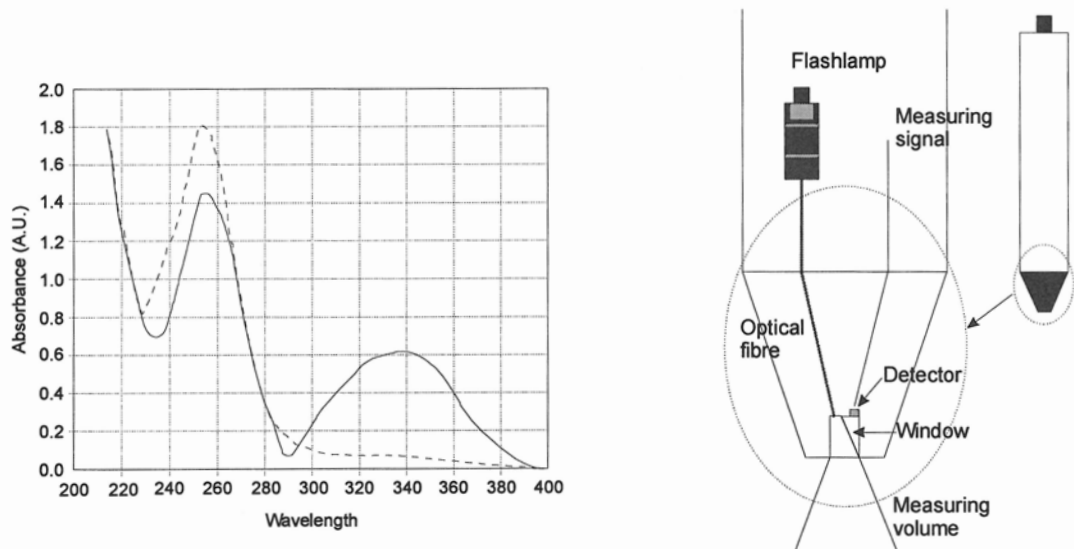 2.0
1.8
1.6
1.4
1.2
1.0
0.8
0.6
0.4
0.2
0.0
Absorbance (A.U.)
200 220 240 260 280 300 320 340 360 380 400
Wavelength
Flashlamp
Measuring
signal
Optical
fibre
Detector
Window
Measuring
volume